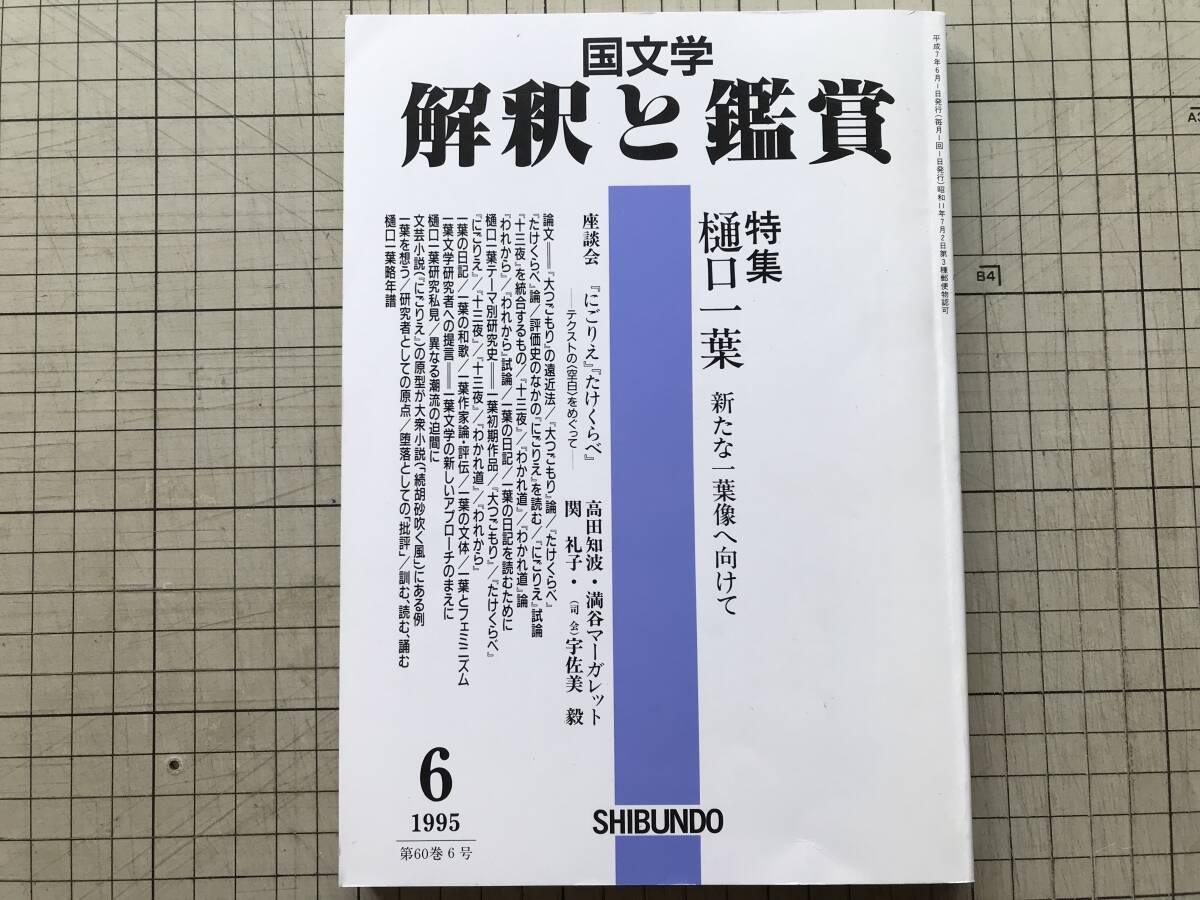 国文学
解釈と鑑賞
特集
樋口一葉 新たな一葉像へ向けて
座談会 『にごりえ』『たけくらべ』
――テクストの〈空白〉をめぐって――
高田知波・満谷マーガレット
関 礼子・(司会)宇佐美 毅
論文＝『大つごもり』の遠近法/『大つごもり』論/『たけくらべ』
『たけくらべ』論/評価史のなかの『にごりえ』を読む/『にごりえ』試論
『十三夜』を統合するもの/『十三夜』/『わかれ道』/『わかれ道』論
『われから』/『われから』試論/一葉の日記/一葉の日記を読むために
樋口一葉テーマ別研究史＝一葉初期作品/『大つごもり』/『たけくらべ』
『にごりえ』/『十三夜』/『十三夜』/『わかれ道』/『われから』
一葉の日記/一葉の和歌/一葉作家論・評伝/一葉の文体/一葉とフェミニズム
一葉文学研究者への提言＝一葉文学の新しいアプローチのまえに
樋口一葉研究私見/異なる潮流の迫間に
文芸小説(『にごりえ』)の原型が大衆小説(『続胡砂吹く風』)にある例
一葉を想う/研究者としての原点/堕落としての「批評」/訓む、読む、誦む
樋口一葉略年譜
6
1995
第60巻6号
SHIBUNDO
平成7年6月1日発行(毎月1回1日発行)昭和11年7月2日第3種郵便物認可
A3
B4